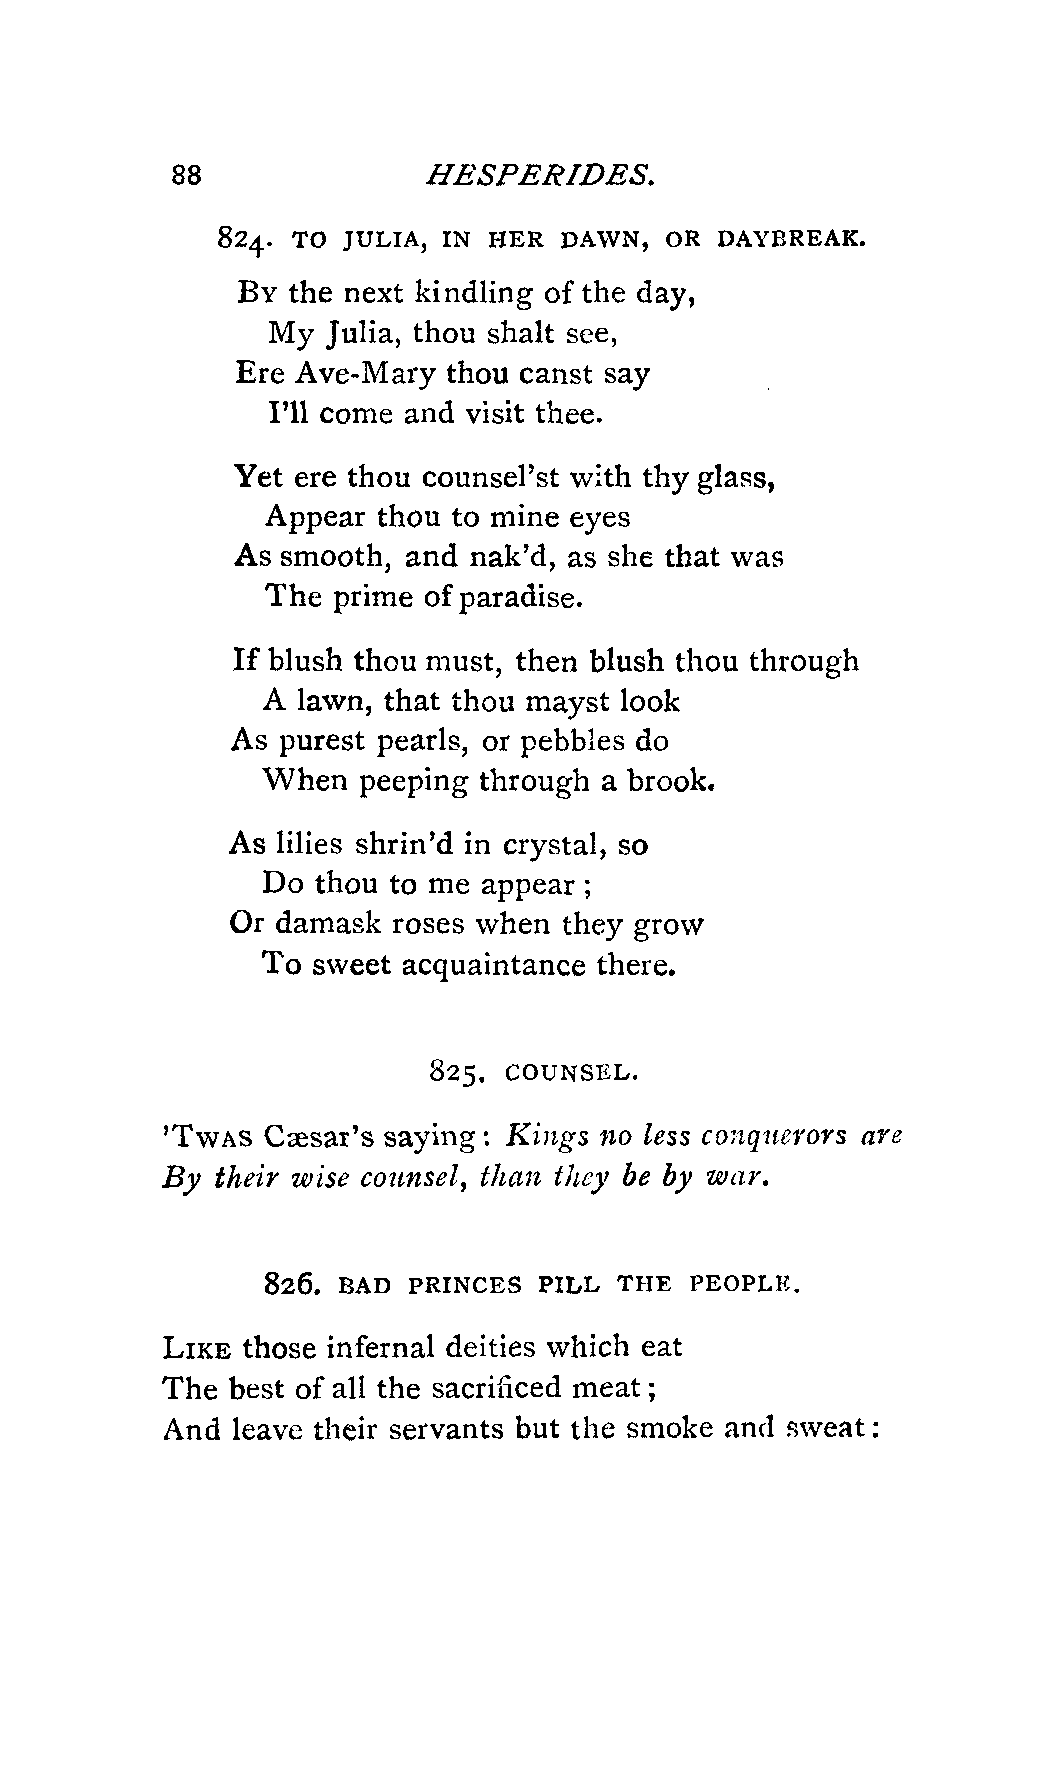 88 HESPERIDES.
824. TO JULIA, IN HER DAWN, OR DAYBREAK.
By the next kindling of the day,
My Julia, thou shalt see,
Ere Ave-Mary thou canst say
I'll come and visit thee.
Yet ere thou counsel'st with thy glass,
Appear thou to mine eyes
As smooth, and nak'd, as she that was
The prime of paradise.
If blush thou must, then blush thou through
A lawn, that thou mayst look
As purest pearls, or pebbles do
When peeping through a brook.
As lilies shrin'd in crystal, so
Do thou to me appear ;
Or damask roses when they grow
To sweet acquaintance there.
825. COUNSEL.
'TWAS Cæsar's saying : Kings no less conquerors are
By their wise counsel, than they be by war.
826. BAD PRINCES PILL THE PEOPLE.
LIKE those infernal deities which eat
The best of all the sacrificed meat ;
And leave their servants but the smoke and sweat :